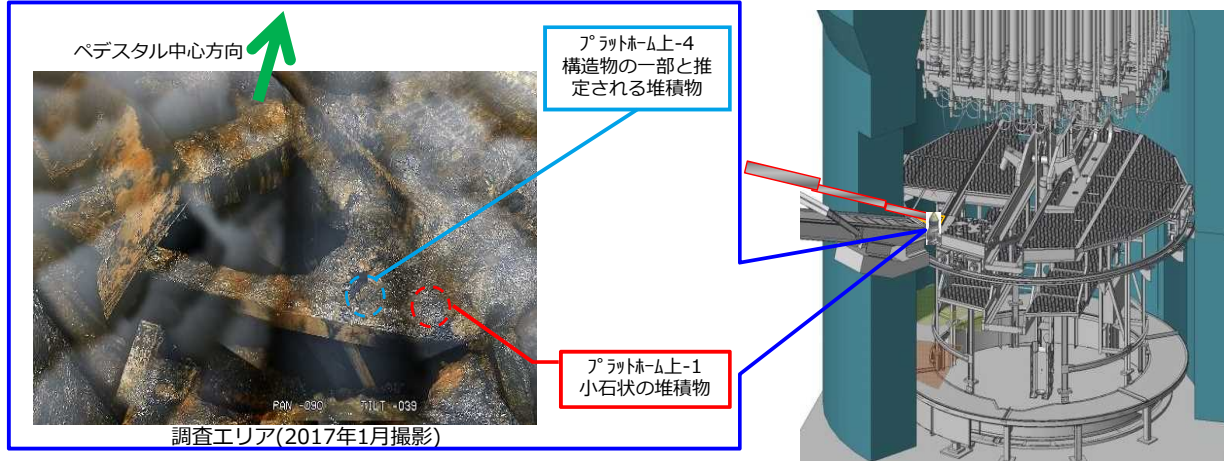 ペデスタル中心方向
ﾌﾟﾗｯﾄﾎｰﾑ上-4
構造物の一部と推
定される堆積物
ﾌﾟﾗｯﾄﾎｰﾑ上-1
小石状の堆積物
PAN -090 TILT -039
調査エリア(2017年1月撮影)